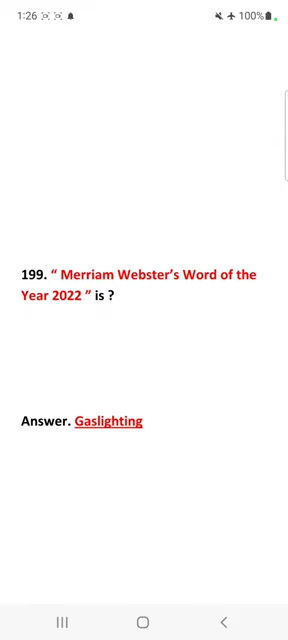 1:26 100%
199. “ Merriam Webster’s Word of the
Year 2022 ” is ?
Answer. Gaslighting